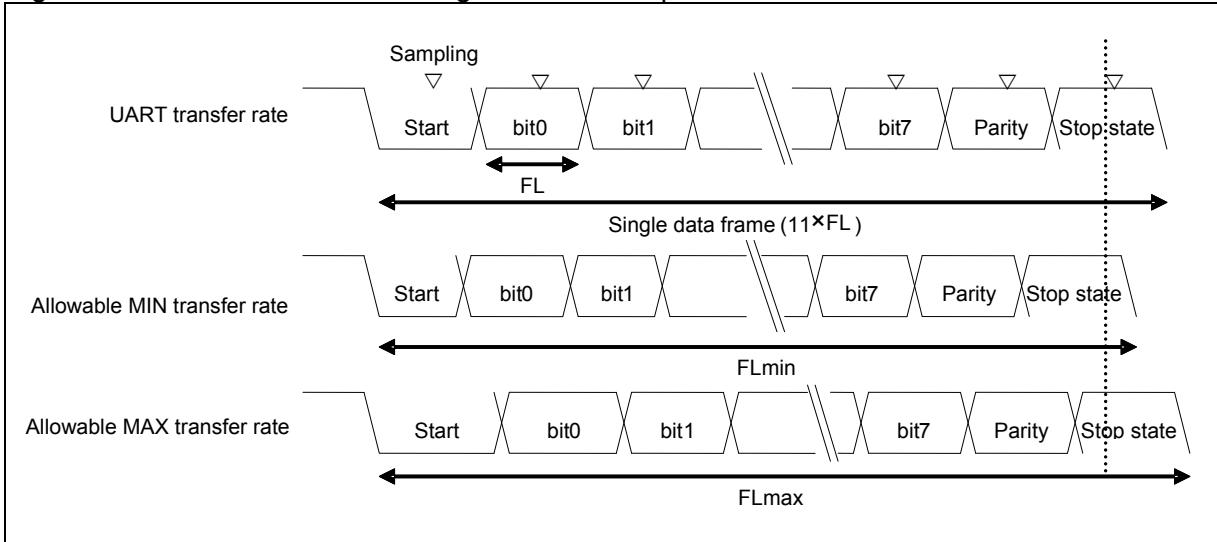 Sampling
UART transfer rate
Start bit0 bit1 bit7 Parity Stop state
FL
Single data frame (11×FL)
Allowable MIN transfer rate
Start bit0 bit1 bit7 Parity Stop state
FLmin
Allowable MAX transfer rate
Start bit0 bit1 bit7 Parity Stop state
FLmax